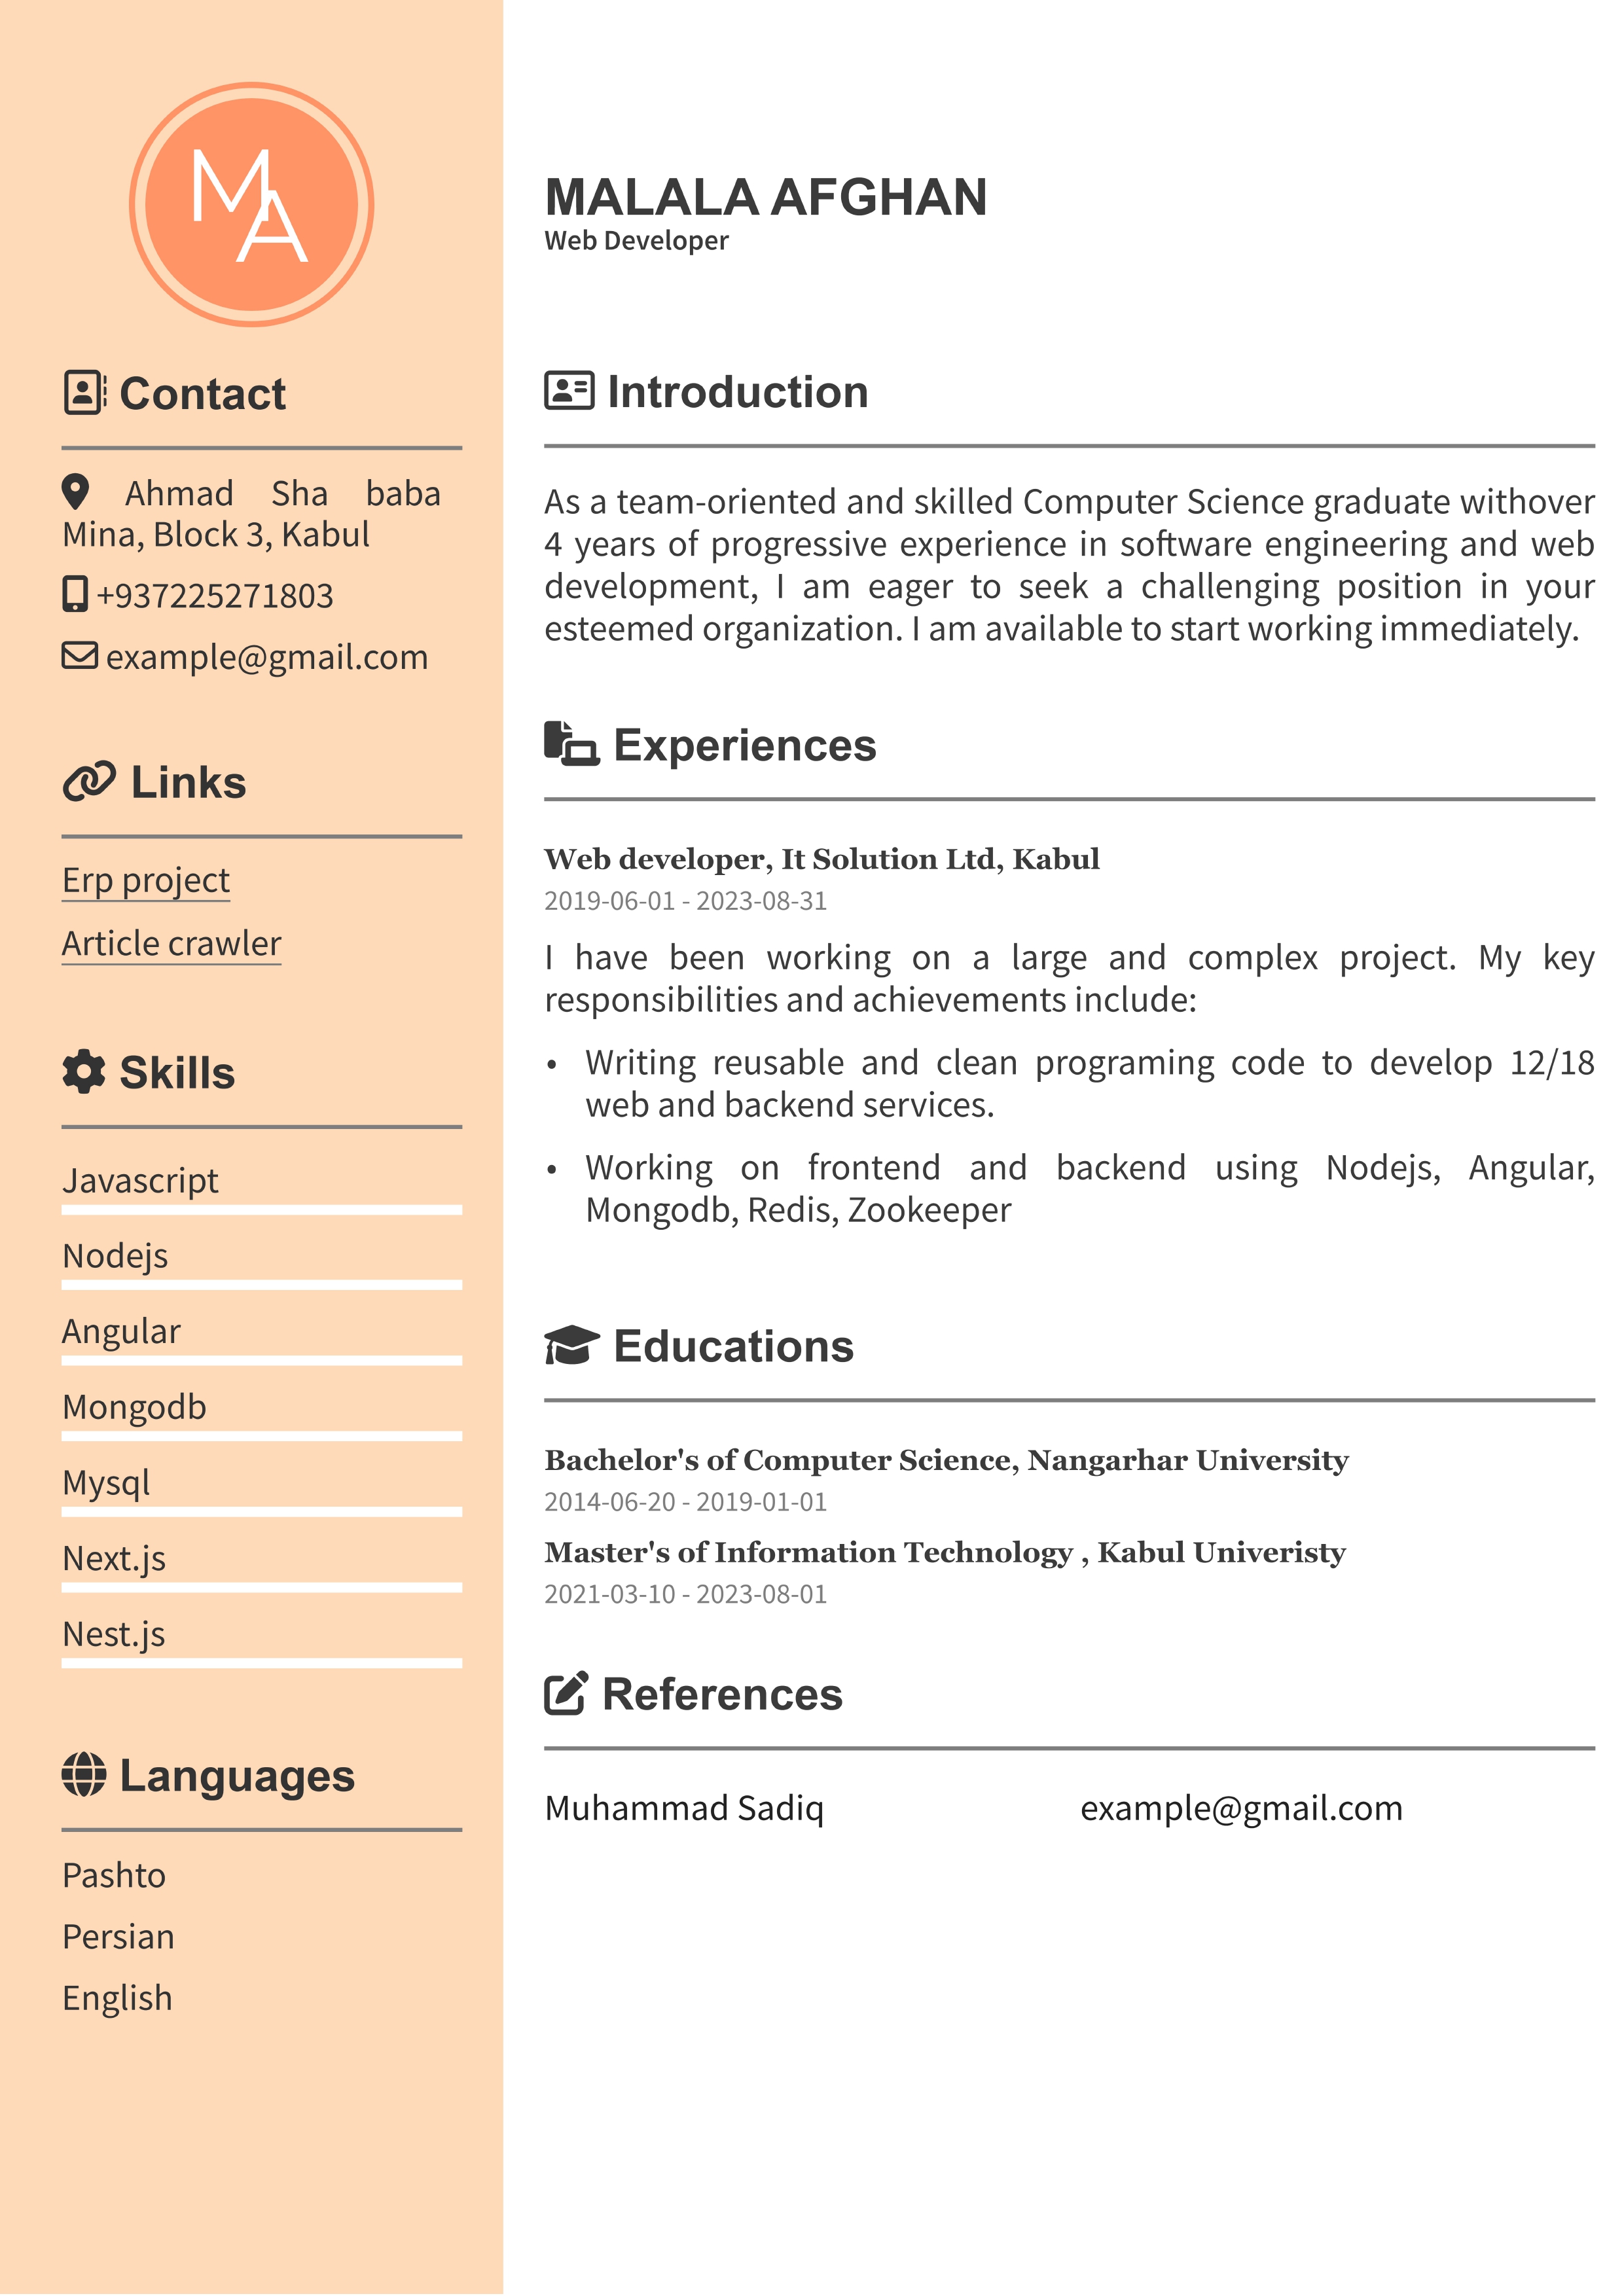 MA
Contact
Ahmad Sha baba
Mina, Block 3, Kabul
+937225271803
example@gmail.com
Links
Erp project
Article crawler
Skills
Javascript
Nodejs
Angular
Mongodb
Mysql
Next.js
Nest.js
Languages
Pashto
Persian
English
MALALA AFGHAN
Web Developer
Introduction
As a team-oriented and skilled Computer Science graduate withover
4 years of progressive experience in software engineering and web
development, I am eager to seek a challenging position in your
esteemed organization. I am available to start working immediately.
Experiences
Web developer, It Solution Ltd, Kabul
2019-06-01 - 2023-08-31
I have been working on a large and complex project. My key
responsibilities and achievements include:
• Writing reusable and clean programing code to develop 12/18
web and backend services.
• Working on frontend and backend using Nodejs, Angular,
Mongodb, Redis, Zookeeper
Educations
Bachelor's of Computer Science, Nangarhar University
2014-06-20 - 2019-01-01
Master's of Information Technology , Kabul Univeristy
2021-03-10 - 2023-08-01
References
Muhammad Sadiq example@gmail.com